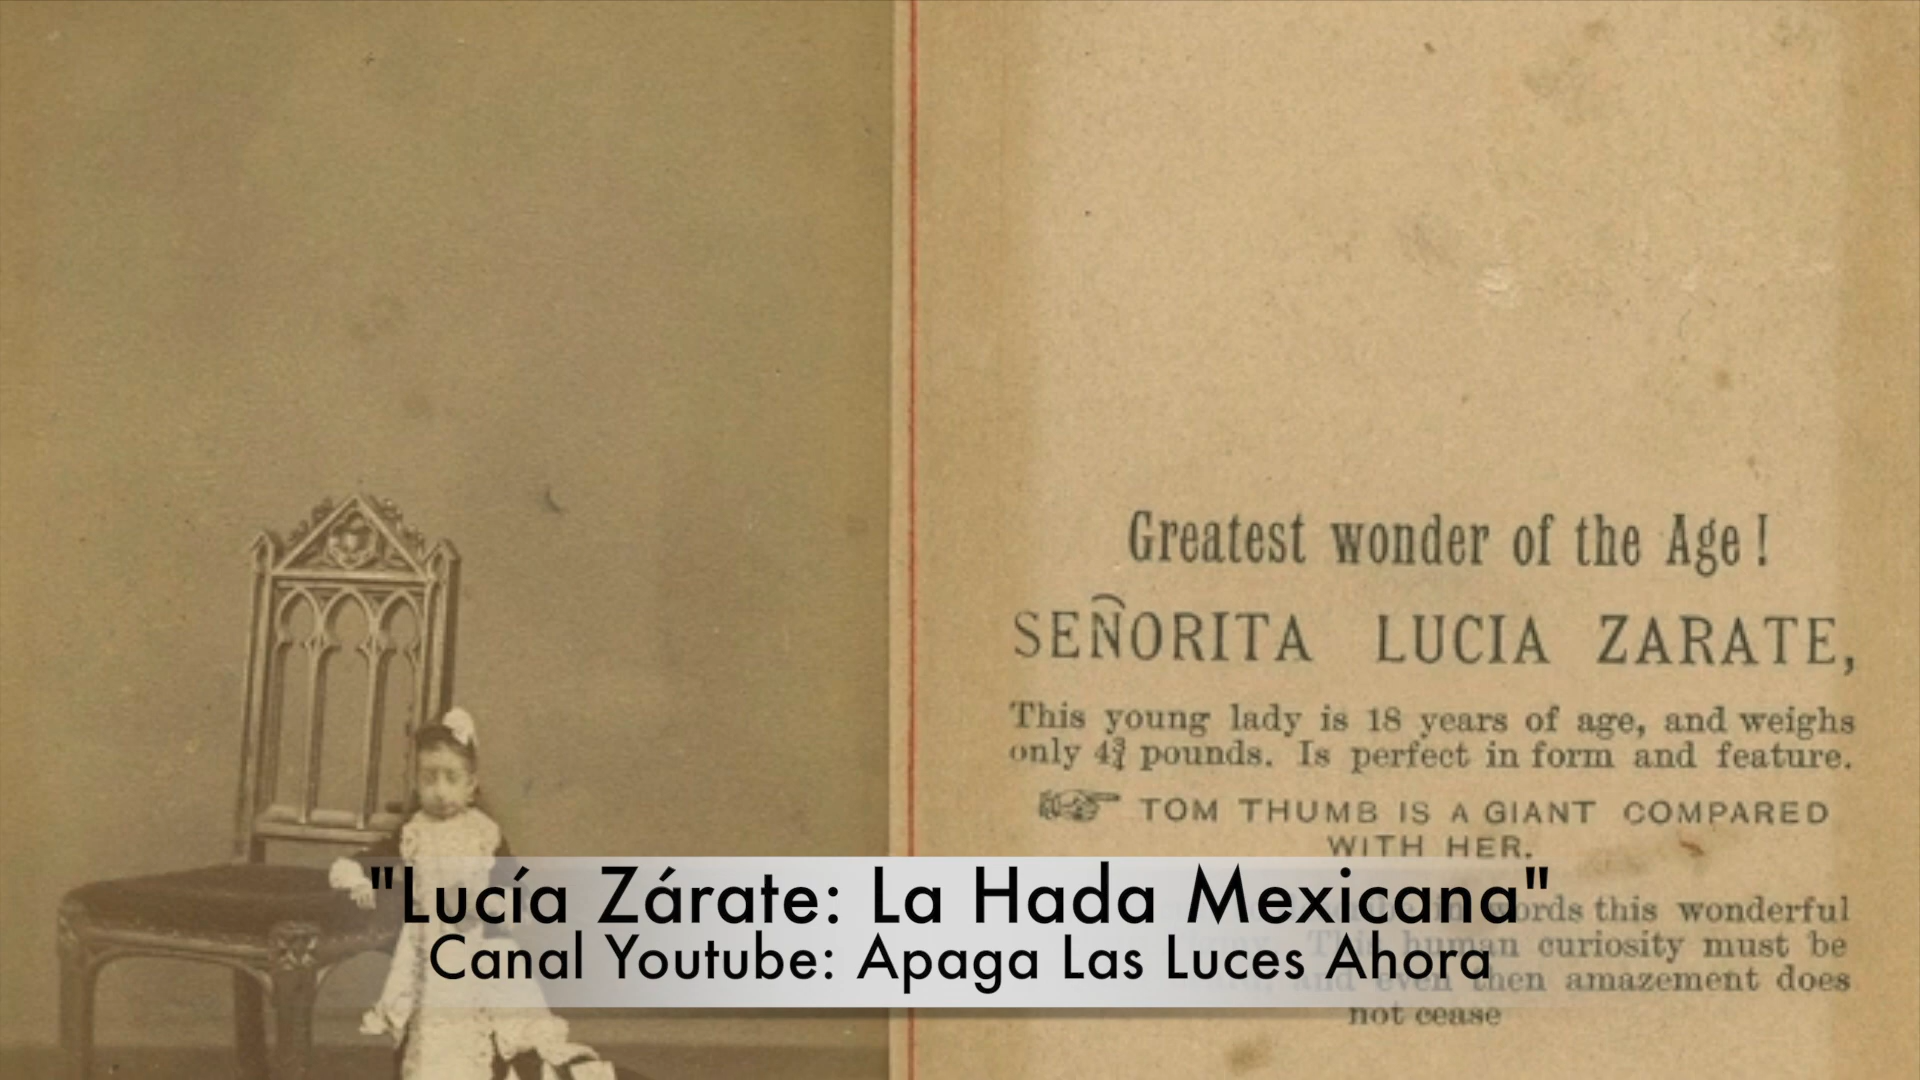 Greatest wonder of the Age !
SEÑORITA LUCIA ZARATE,
This young lady is 18 years of age, and weighs
only 4¾ pounds. Is perfect in form and feature.
TOM THUMB IS A GIANT COMPARED
WITH HER.
in words this wonderful
This human curiosity must be
and even then amazement does
not cease
"Lucía Zárate: La Hada Mexicana"
Canal Youtube: Apaga Las Luces Ahora